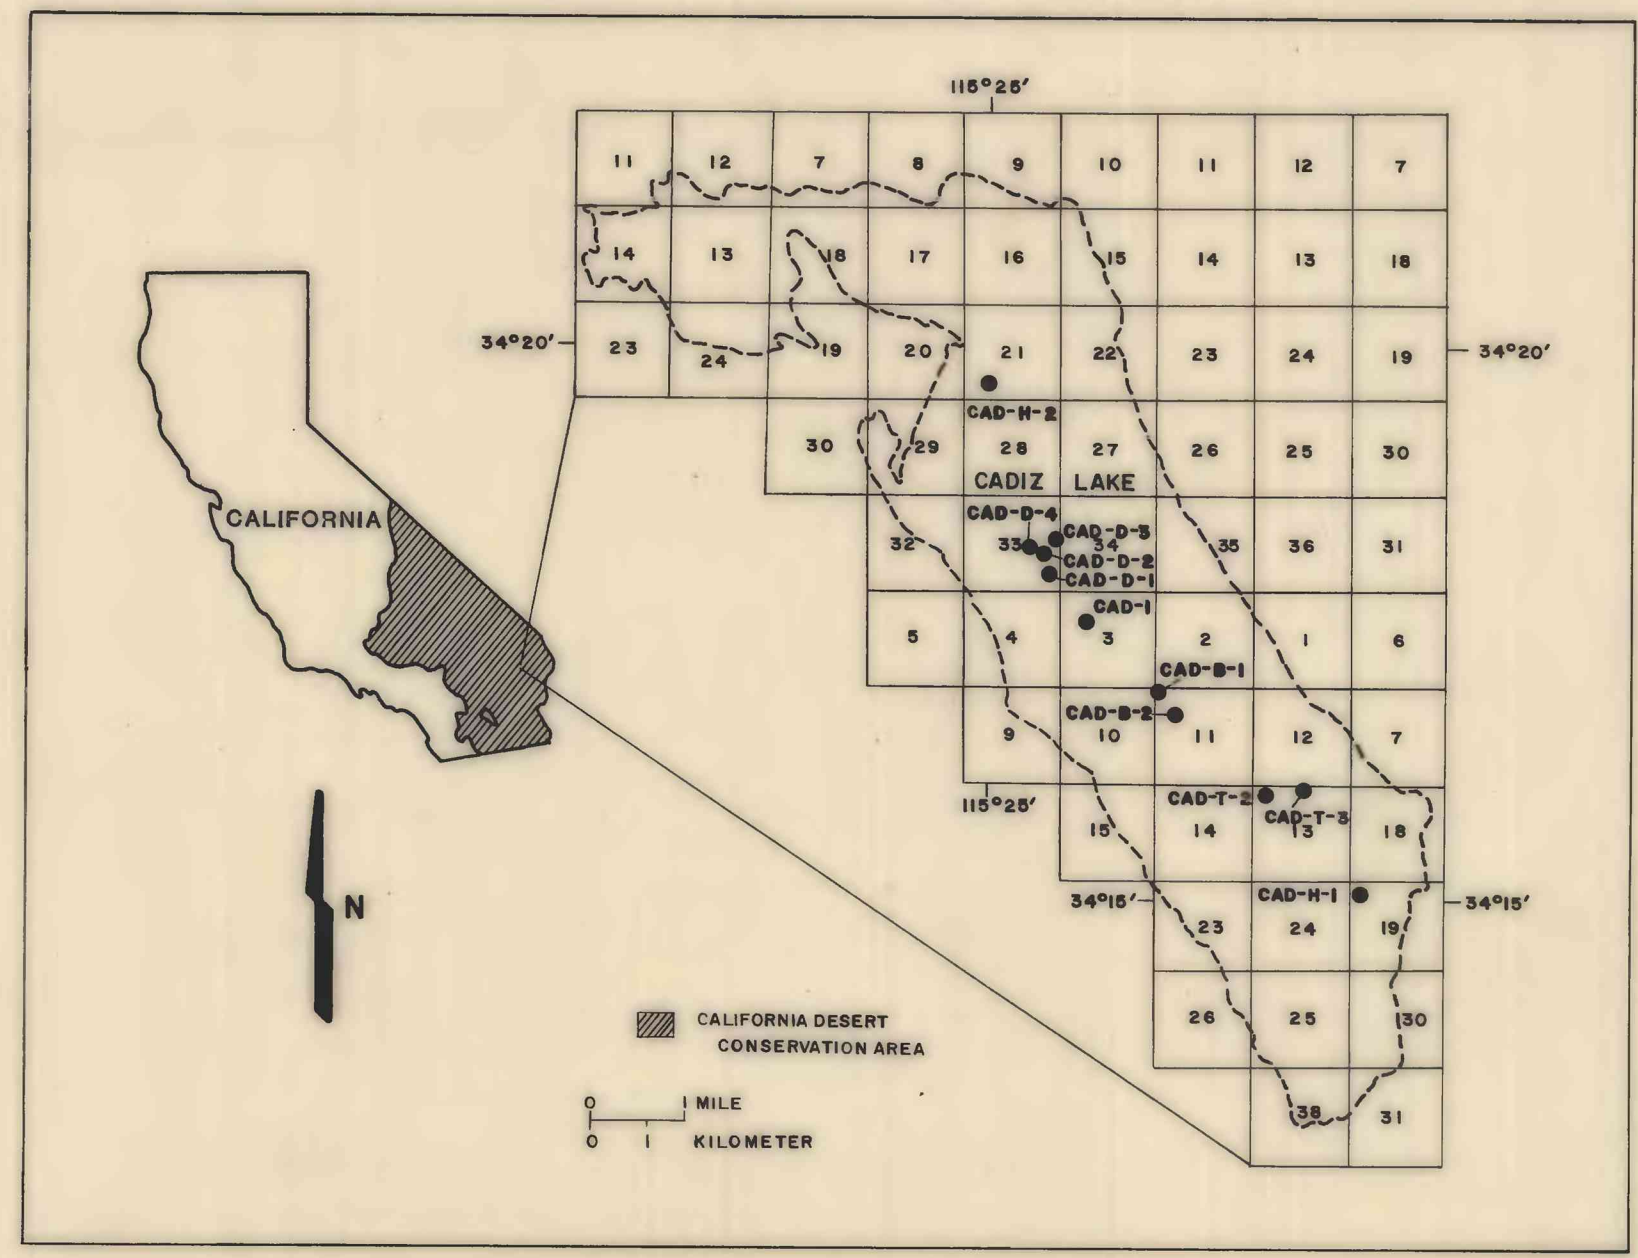 115°25'
11 12 7 8 9 10 11 12 7
14 13 18 17 16 15 14 13 18
34°20' 23 24 19 20 21 22 23 24 19 34°20'
CAD-H-2
30 29 28 27 26 25 30
CADIZ LAKE
CALIFORNIA
CAD-D-4
CAD-D-3
32 33 34 35 36 31
CAD-D-2
CAD-D-1
CAD-1
5 4 3 2 1 6
CAD-B-1
CAD-B-2
9 10 11 12 7
115°25'
CAD-T-2
CAD-T-3
15 14 13 18
34°15' CAD-H-1 34°15'
N
23 24 19
26 25 30
CALIFORNIA DESERT
CONSERVATION AREA
0 1 MILE
0 1 KILOMETER
38 31